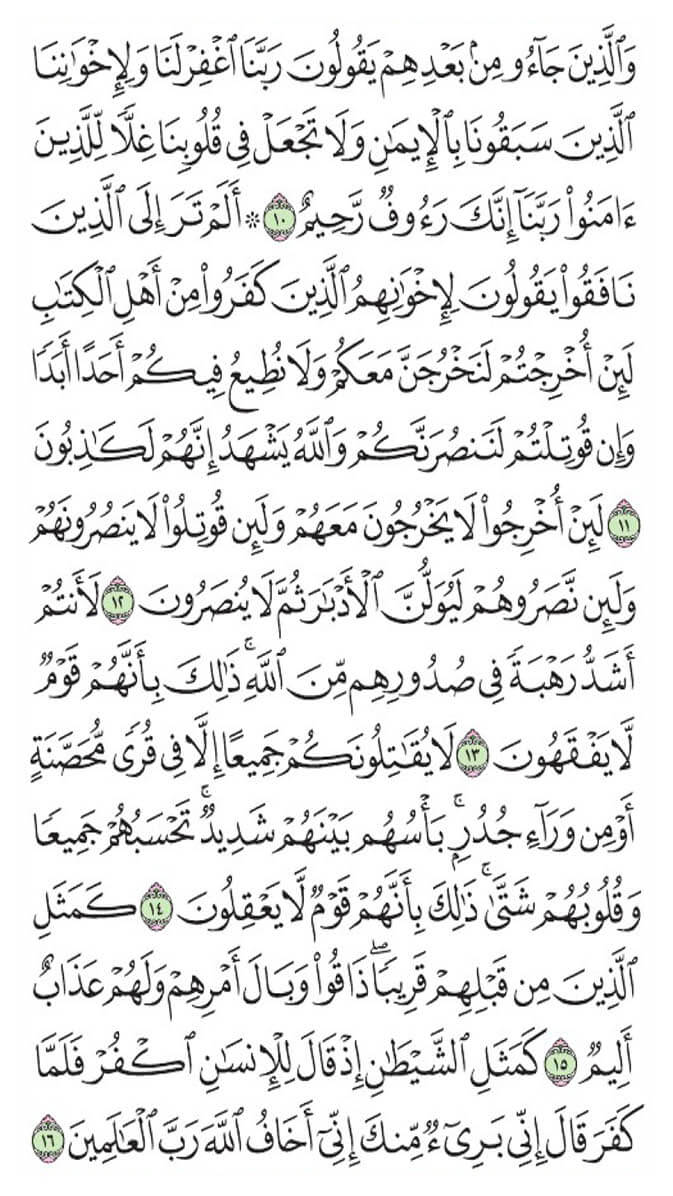 وَٱلَّذِينَ جَآءُو مِنۢ بَعۡدِهِمۡ يَقُولُونَ رَبَّنَا ٱغۡفِرۡ لَنَا وَلِإِخۡوَٰنِنَا
ٱلَّذِينَ سَبَقُونَا بِٱلۡإِيمَٰنِ وَلَا تَجۡعَلۡ فِي قُلُوبِنَا غِلّٗا لِّلَّذِينَ
ءَامَنُواْ رَبَّنَآ إِنَّكَ رَءُوفٞ رَّحِيمٌ ١٠ ۞ أَلَمۡ تَرَ إِلَى ٱلَّذِينَ
نَافَقُواْ يَقُولُونَ لِإِخۡوَٰنِهِمُ ٱلَّذِينَ كَفَرُواْ مِنۡ أَهۡلِ ٱلۡكِتَٰبِ
لَئِنۡ أُخۡرِجۡتُمۡ لَنَخۡرُجَنَّ مَعَكُمۡ وَلَا نُطِيعُ فِيكُمۡ أَحَدًا أَبَدٗا
وَإِن قُوتِلۡتُمۡ لَنَنصُرَنَّكُمۡ وَٱللَّهُ يَشۡهَدُ إِنَّهُمۡ لَكَٰذِبُونَ
١١ لَئِنۡ أُخۡرِجُواْ لَا يَخۡرُجُونَ مَعَهُمۡ وَلَئِن قُوتِلُواْ لَا يَنصُرُونَهُمۡ
وَلَئِن نَّصَرُوهُمۡ لَيُوَلُّنَّ ٱلۡأَدۡبَٰرَ ثُمَّ لَا يُنصَرُونَ ١٢ لَأَنتُمۡ
أَشَدُّ رَهۡبَةٗ فِي صُدُورِهِم مِّنَ ٱللَّهِۚ ذَٰلِكَ بِأَنَّهُمۡ قَوۡمٞ
لَّا يَفۡقَهُونَ ١٣ لَا يُقَٰتِلُونَكُمۡ جَمِيعًا إِلَّا فِي قُرٗى مُّحَصَّنَةٍ
أَوۡ مِن وَرَآءِ جُدُرِۭۚ بَأۡسُهُم بَيۡنَهُمۡ شَدِيدٞۚ تَحۡسَبُهُمۡ جَمِيعٗا
وَقُلُوبُهُمۡ شَتَّىٰۚ ذَٰلِكَ بِأَنَّهُمۡ قَوۡمٞ لَّا يَعۡقِلُونَ ١٤ كَمَثَلِ
ٱلَّذِينَ مِن قَبۡلِهِمۡ قَرِيبٗاۖ ذَاقُواْ وَبَالَ أَمۡرِهِمۡ وَلَهُمۡ عَذَابٌ
أَلِيمٞ ١٥ كَمَثَلِ ٱلشَّيۡطَٰنِ إِذۡ قَالَ لِلۡإِنسَٰنِ ٱكۡفُرۡ فَلَمَّا
كَفَرَ قَالَ إِنِّي بَرِيٓءٞ مِّنكَ إِنِّيٓ أَخَافُ ٱللَّهَ رَبَّ ٱلۡعَٰلَمِينَ ١٦